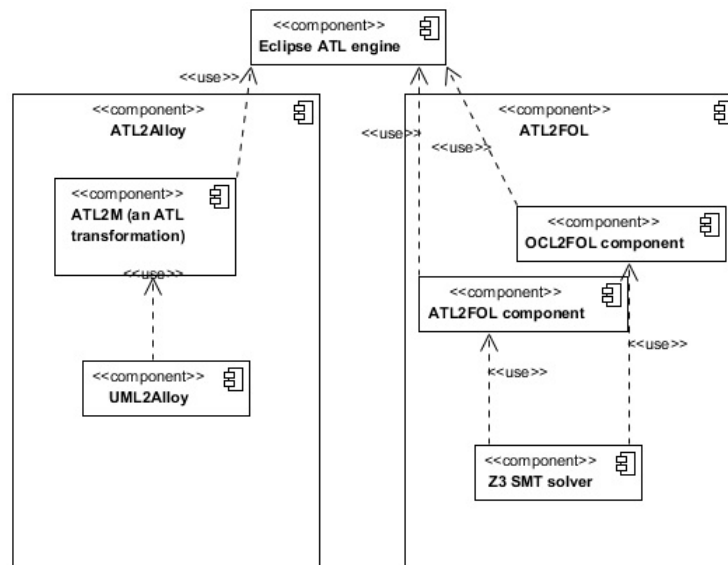 <<component>>
Eclipse ATL engine
<<use>>
<<component>>
ATL2Alloy
<<component>>
ATL2FOL
<<use>>
<<use>>
<<component>>
ATL2M (an ATL
transformation)
<<use>>
<<component>>
OCL2FOL component
<<component>>
ATL2FOL component
<<use>>
<<use>>
<<component>>
UML2Alloy
<<component>>
Z3 SMT solver